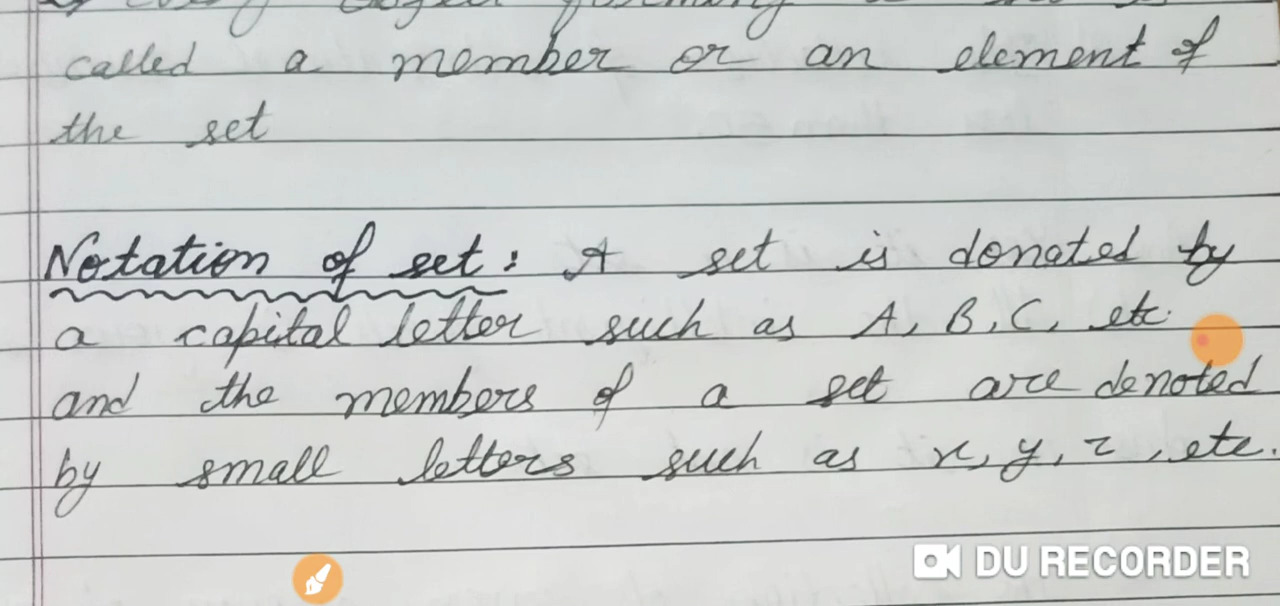 called a member or an element of
the set
Notation of set : A set is donated by
a capital letter such as A, B, C, etc.
and the members of a set are denoted
by small letters such as x, y, z, etc.
DU RECORDER